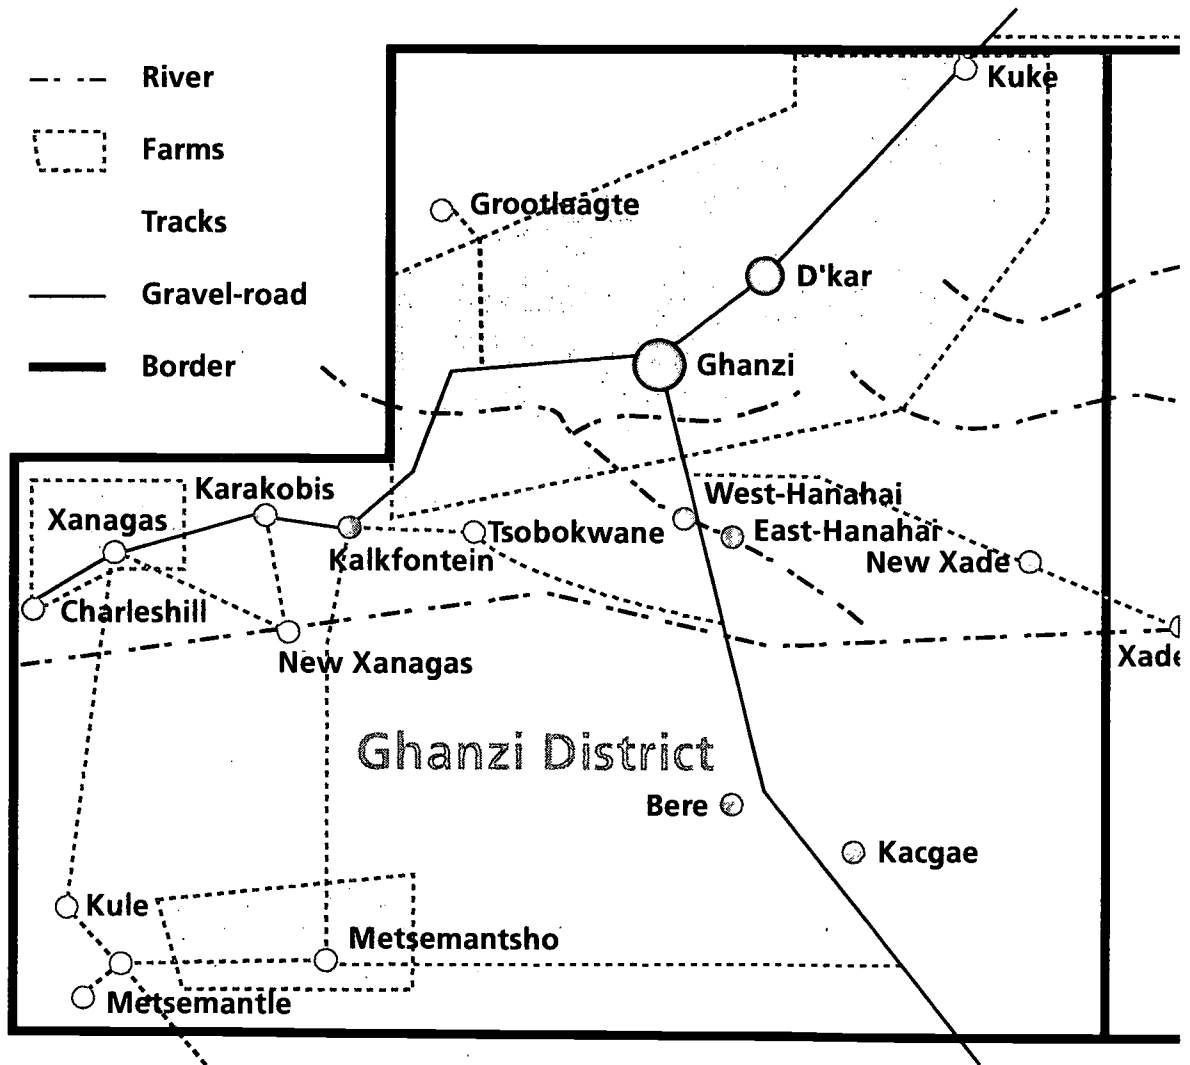 River
Farms
Tracks
Gravel-road
Border
Kuke
Grootlaagte
D'kar
Ghanzi
Karakobis
Xanagas
West-Hanahai
Tsobokwane
East-Hanahai
Kalkfontein
New Xade
Charleshill
New Xanagas
Xade
Ghanzi District
Bere
Kacgae
Kule
Metsemantsho
Metsemantle